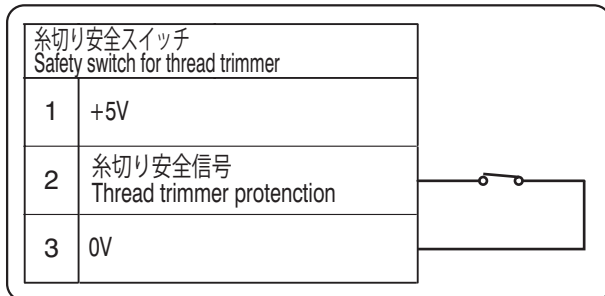 糸切り安全スイッチ
Safety switch for thread trimmer
1 +5V
2 糸切り安全信号
Thread trimmer protenction
3 0V